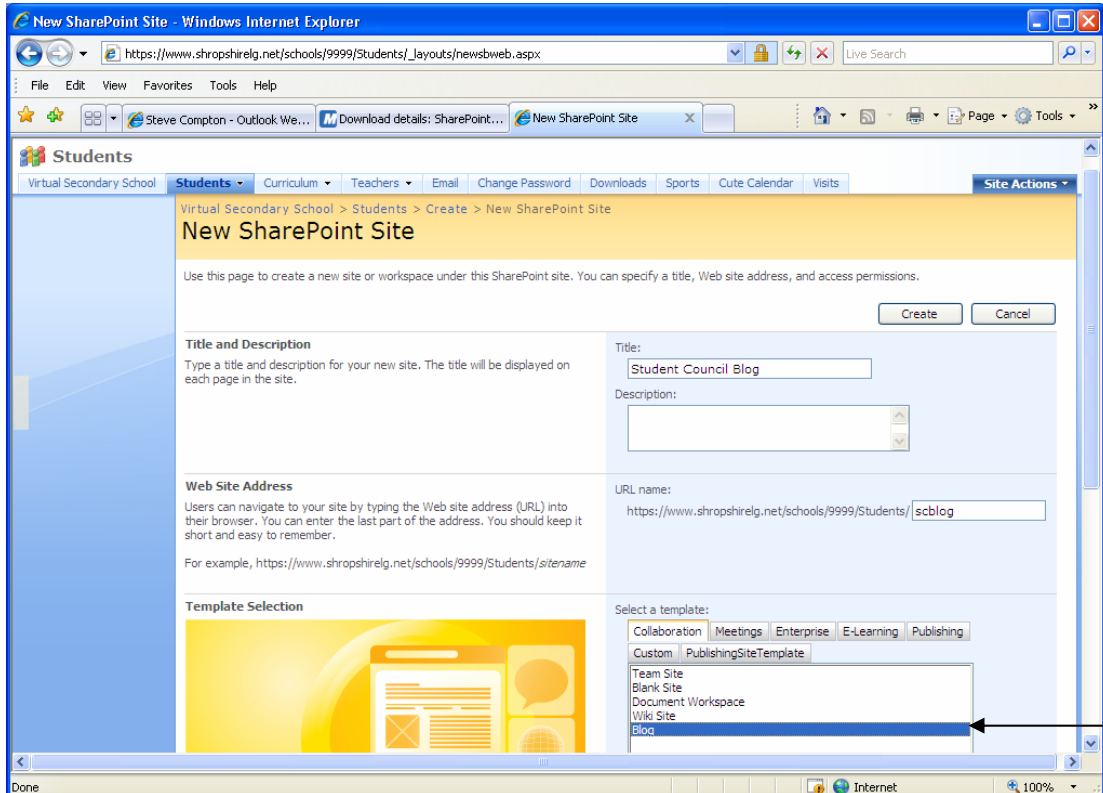 New SharePoint Site - Windows Internet Explorer
https://www.shropshirelg.net/schools/9999/Students/_layouts/newsbweb.aspx
Live Search
File Edit View Favorites Tools Help
Steve Compton - Outlook We... Download details: SharePoint... New SharePoint Site Page Tools
Students
Virtual Secondary School Students Curriculum Teachers Email Change Password Downloads Sports Cute Calendar Visits Site Actions
Virtual Secondary School > Students > Create > New SharePoint Site
New SharePoint Site
Use this page to create a new site or workspace under this SharePoint site. You can specify a title, Web site address, and access permissions.
Create Cancel
Title and Description
Type a title and description for your new site. The title will be displayed on
each page in the site.
Title:
Student Council Blog
Description:
Web Site Address
Users can navigate to your site by typing the Web site address (URL) into
their browser. You can enter the last part of the address. You should keep it
short and easy to remember.
For example, https://www.shropshirelg.net/schools/9999/Students/sitename
URL name:
https://www.shropshirelg.net/schools/9999/Students/ scblog
Template Selection
Select a template:
Collaboration Meetings Enterprise E-Learning Publishing
Custom PublishingSiteTemplate
Team Site
Blank Site
Document Workspace
Wiki Site
Blog
Done Internet 100%